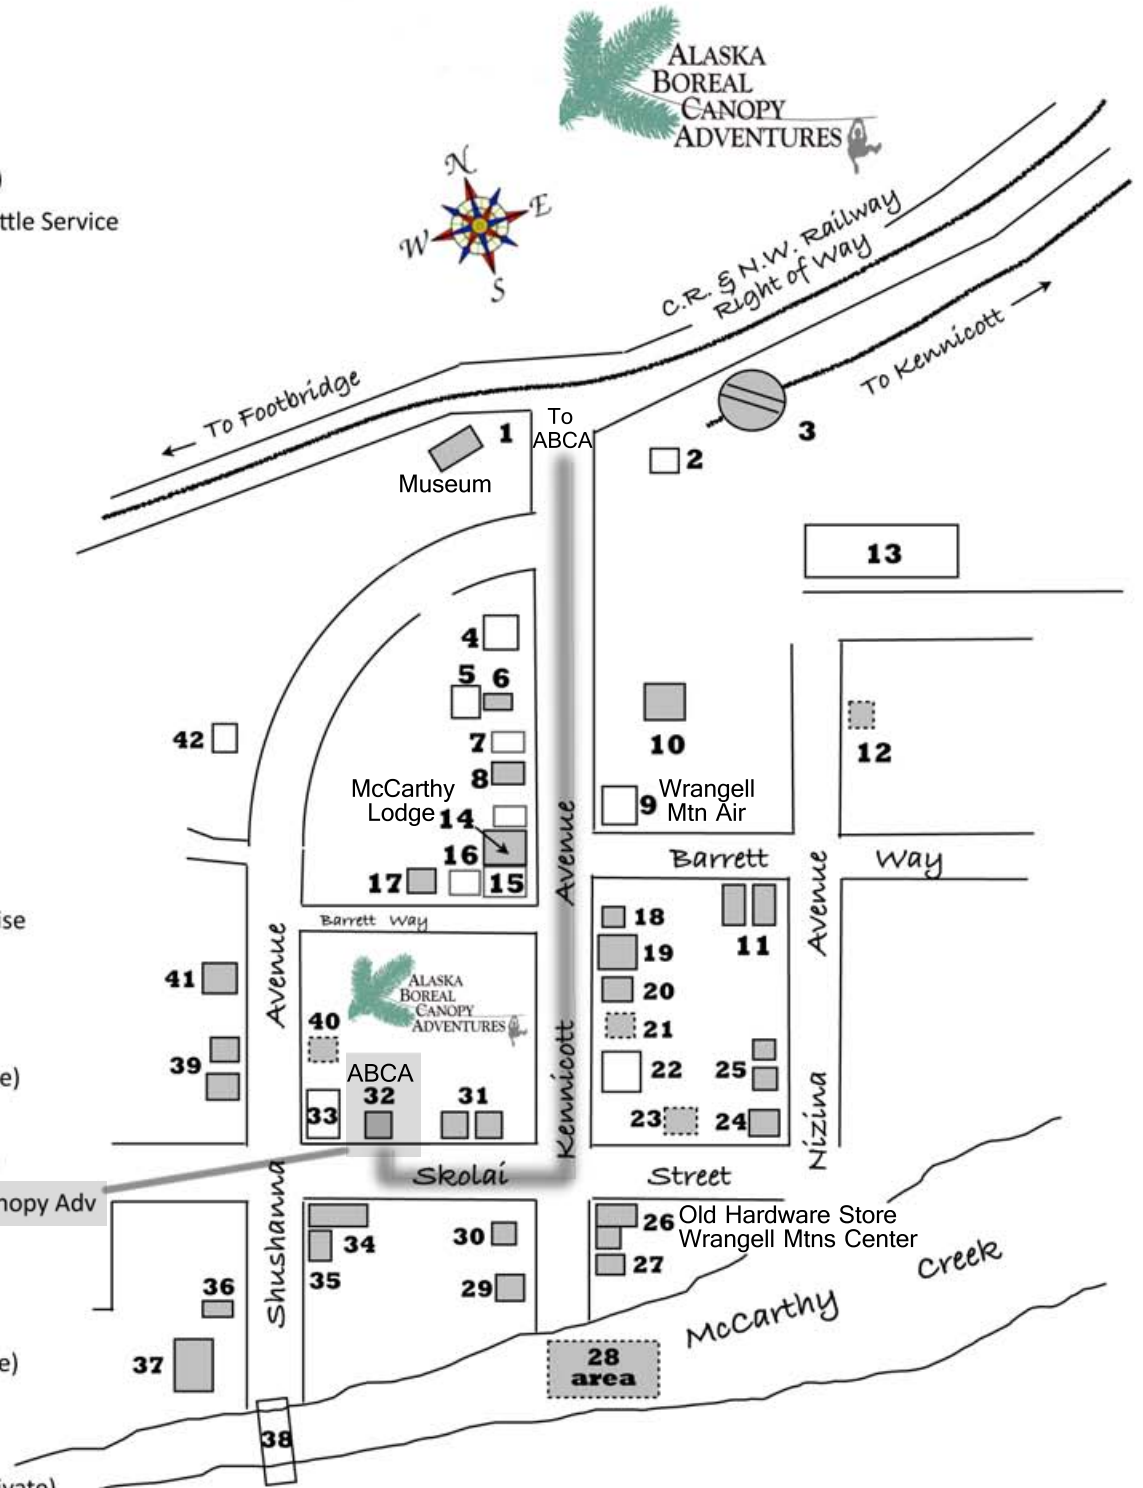 ALASKA
BOREAL
CANOPY
ADVENTURES
N
E
W
S
)
ttle Service
C.R. & N.W. Railway
Right of Way
To Kennicott
To Footbridge
To
ABCA
1
Museum
2
3
13
4
5
6
7
8
McCarthy
Lodge
14
16
17
15
42
10
12
9
Wrangell
Mtn Air
Barrett
Way
Kennicott
Avenue
Barrett Way
18
19
20
21
22
23
11
25
24
Nizina
Avenue
ise
41
39
Shushanna
Avenue
ALASKA
BOREAL
CANOPY
ADVENTURES
40
ABCA
32
33
31
e)
Skolai
Street
nopy Adv
34
35
30
29
26
Old Hardware Store
Wrangell Mtns Center
27
36
37
e)
28
area
McCarthy
Creek
38
ivate)